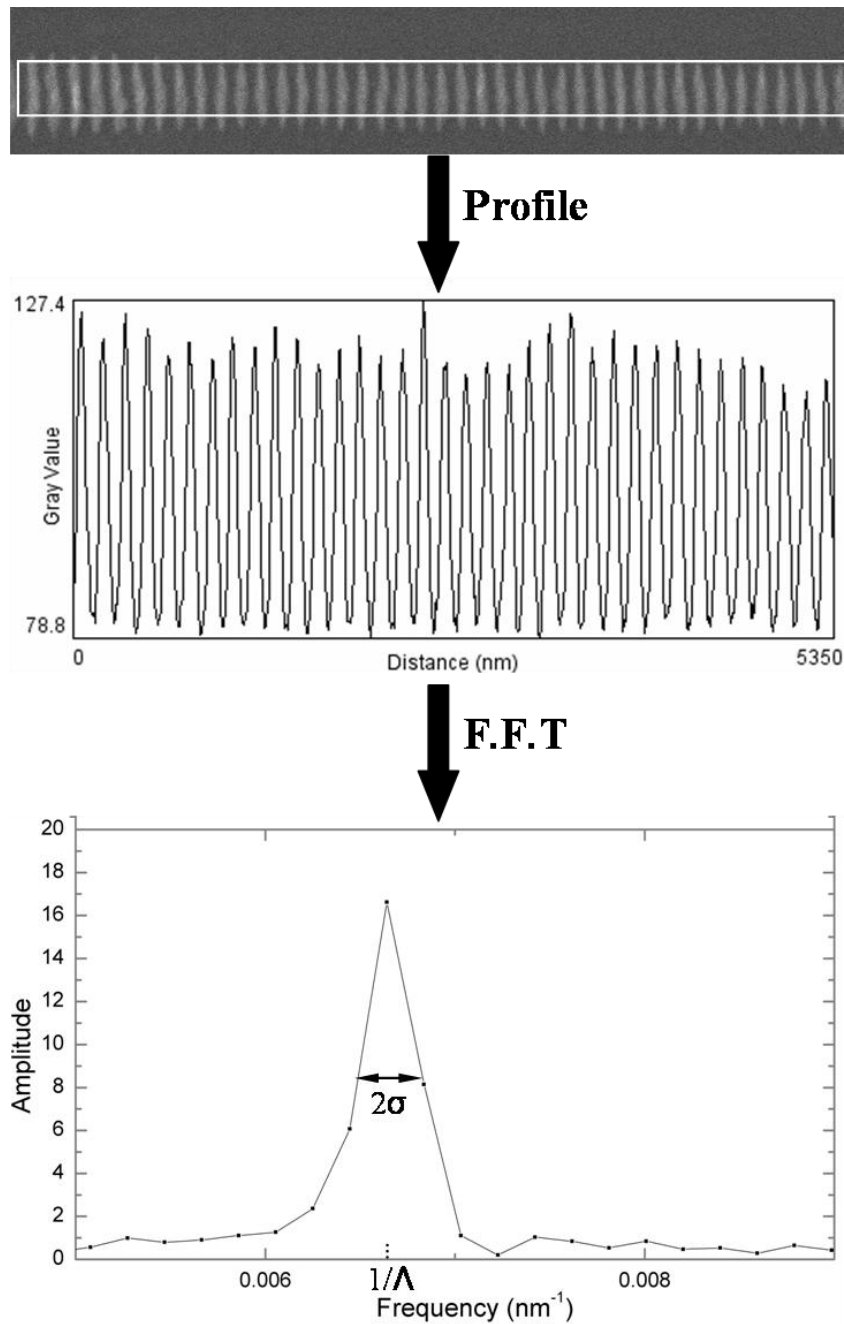 Profile
127.4
Gray Value
78.8
0
Distance (nm)
5350
F.F.T
20
18
16
14
12
10
8
6
4
2
0
Amplitude
2σ
0.006
1/Λ
0.008
Frequency (nm⁻¹)